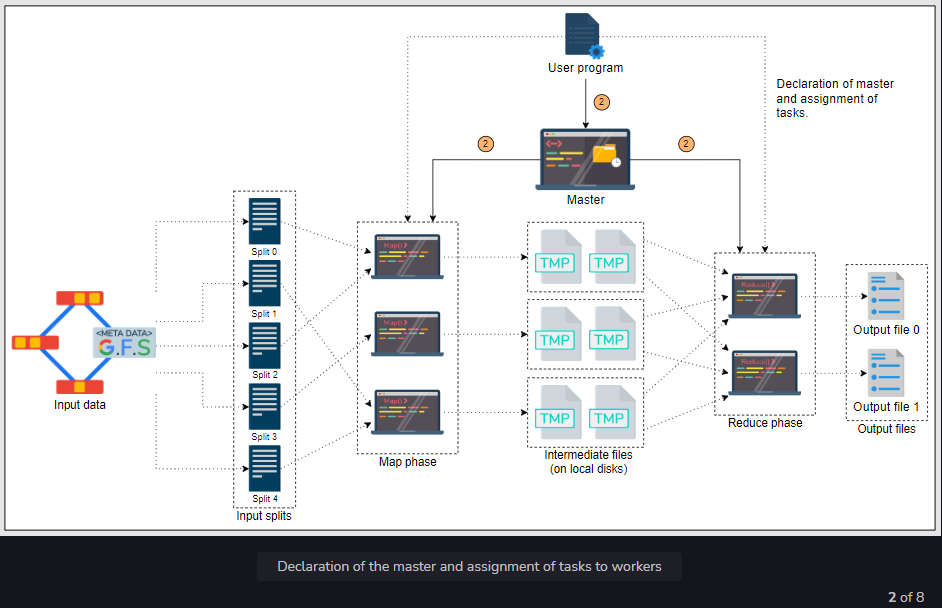 User program
Declaration of master
and assignment of
tasks.
2
2
2
<-->
Master
Split 0
Split 1
Split 2
Split 3
Split 4
Input splits
<META DATA>
G.F.S
Input data
Map()
Map()
Map()
Map phase
TMP
TMP
TMP
TMP
TMP
TMP
Intermediate files
(on local disks)
Reduce()
Reduce()
Reduce phase
Output file 0
Output file 1
Output files
Declaration of the master and assignment of tasks to workers
2 of 8